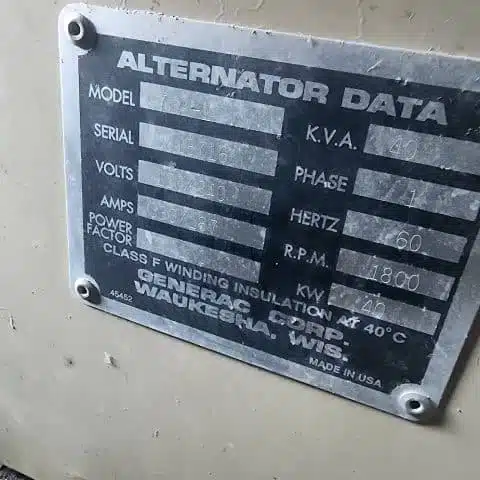 ALTERNATOR DATA
MODEL
SERIAL
VOLTS
AMPS
POWER
FACTOR
K.V.A. 40
PHASE 1
HERTZ 60
R.P.M. 1800
KW 40
CLASS F WINDING INSULATION AT 40°C
GENERAC CORP.
WAUKESHA, WIS.
45452
MADE IN USA